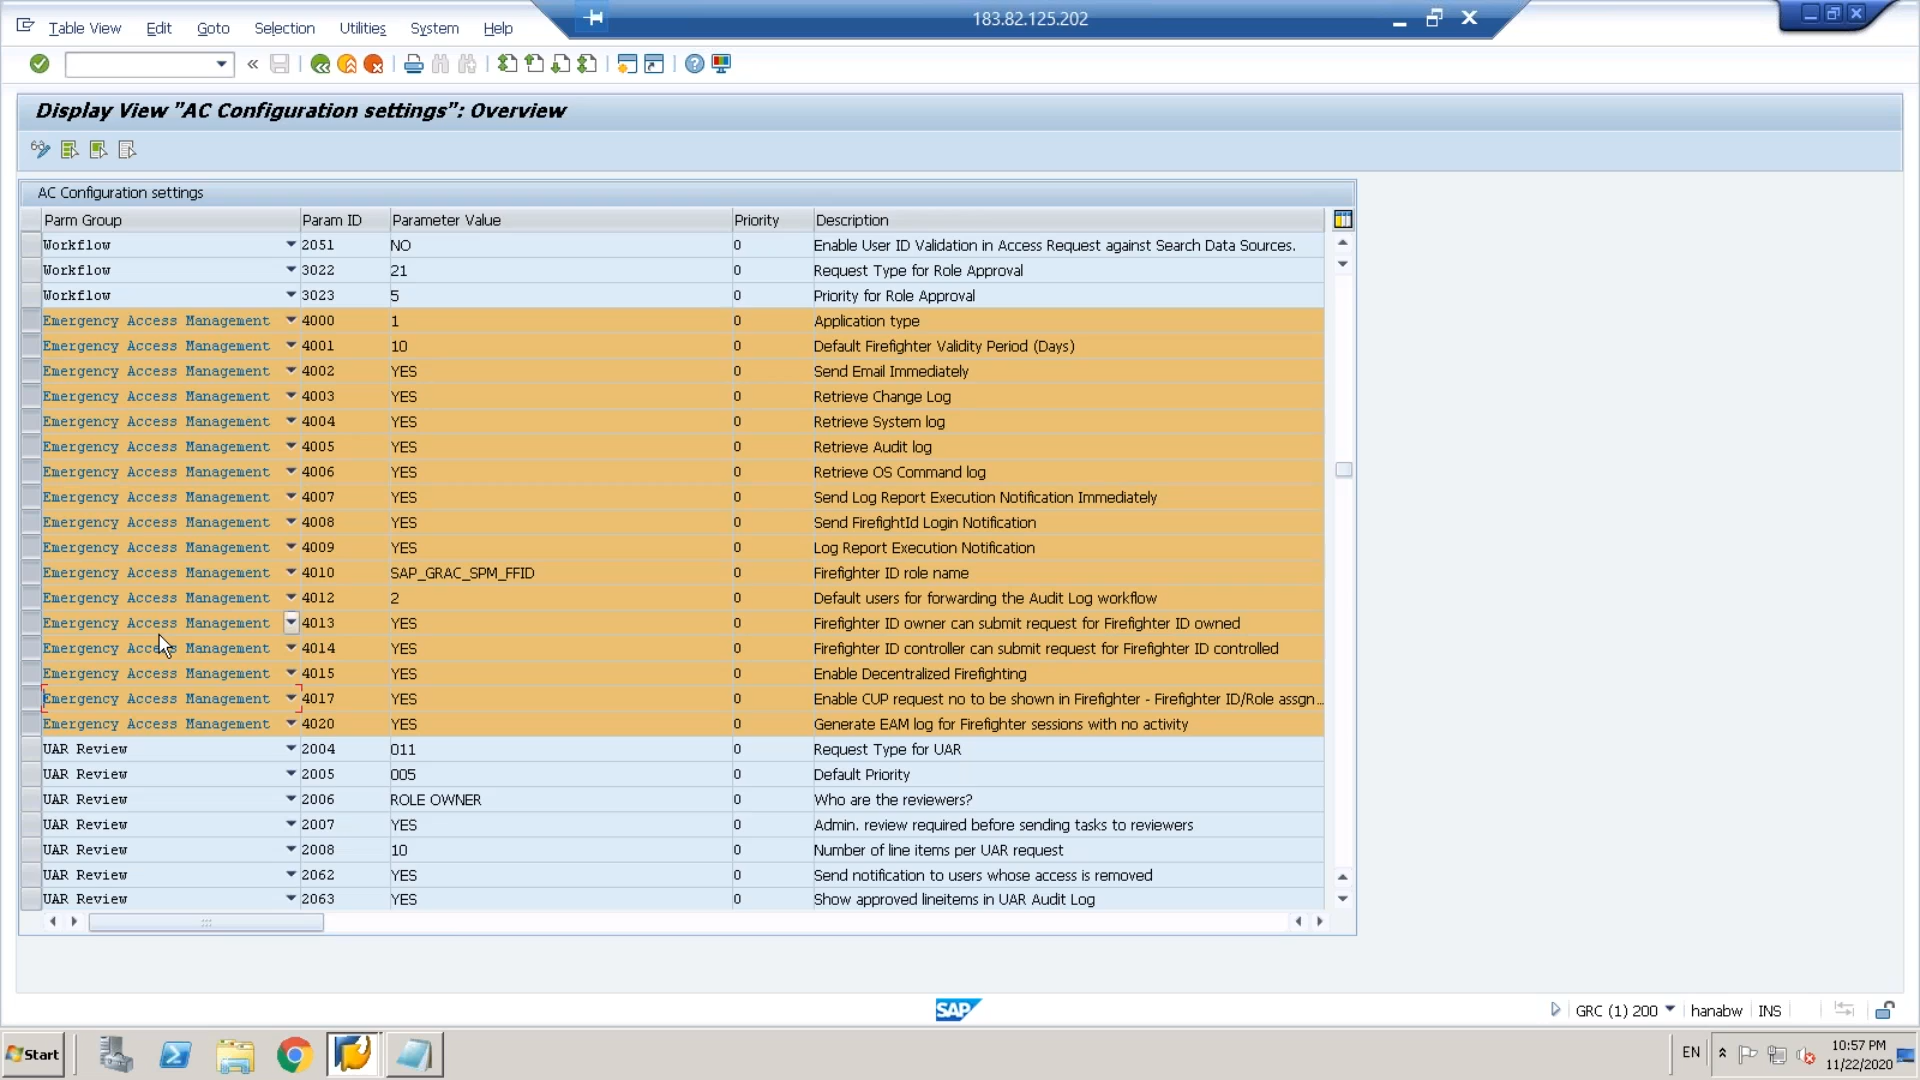 183.82.125.202
Table View Edit Goto Selection Utilities System Help
Display View "AC Configuration settings": Overview
AC Configuration settings
Parm Group Param ID Parameter Value Priority Description
Workflow 2051 NO 0 Enable User ID Validation in Access Request against Search Data Sources.
Workflow 3022 21 0 Request Type for Role Approval
Workflow 3023 5 0 Priority for Role Approval
Emergency Access Management 4000 1 0 Application type
Emergency Access Management 4001 10 0 Default Firefighter Validity Period (Days)
Emergency Access Management 4002 YES 0 Send Email Immediately
Emergency Access Management 4003 YES 0 Retrieve Change Log
Emergency Access Management 4004 YES 0 Retrieve System log
Emergency Access Management 4005 YES 0 Retrieve Audit log
Emergency Access Management 4006 YES 0 Retrieve OS Command log
Emergency Access Management 4007 YES 0 Send Log Report Execution Notification Immediately
Emergency Access Management 4008 YES 0 Send FirefightId Login Notification
Emergency Access Management 4009 YES 0 Log Report Execution Notification
Emergency Access Management 4010 SAP_GRAC_SPM_FFID 0 Firefighter ID role name
Emergency Access Management 4012 2 0 Default users for forwarding the Audit Log workflow
Emergency Access Management 4013 YES 0 Firefighter ID owner can submit request for Firefighter ID owned
Emergency Access Management 4014 YES 0 Firefighter ID controller can submit request for Firefighter ID controlled
Emergency Access Management 4015 YES 0 Enable Decentralized Firefighting
Emergency Access Management 4017 YES 0 Enable CUP request no to be shown in Firefighter - Firefighter ID/Role assgn...
Emergency Access Management 4020 YES 0 Generate EAM log for Firefighter sessions with no activity
UAR Review 2004 011 0 Request Type for UAR
UAR Review 2005 005 0 Default Priority
UAR Review 2006 ROLE OWNER 0 Who are the reviewers?
UAR Review 2007 YES 0 Admin. review required before sending tasks to reviewers
UAR Review 2008 10 0 Number of line items per UAR request
UAR Review 2062 YES 0 Send notification to users whose access is removed
UAR Review 2063 YES 0 Show approved lineitems in UAR Audit Log
SAP GRC (1) 200 hanabw INS
Start EN 10:57 PM
11/22/2020